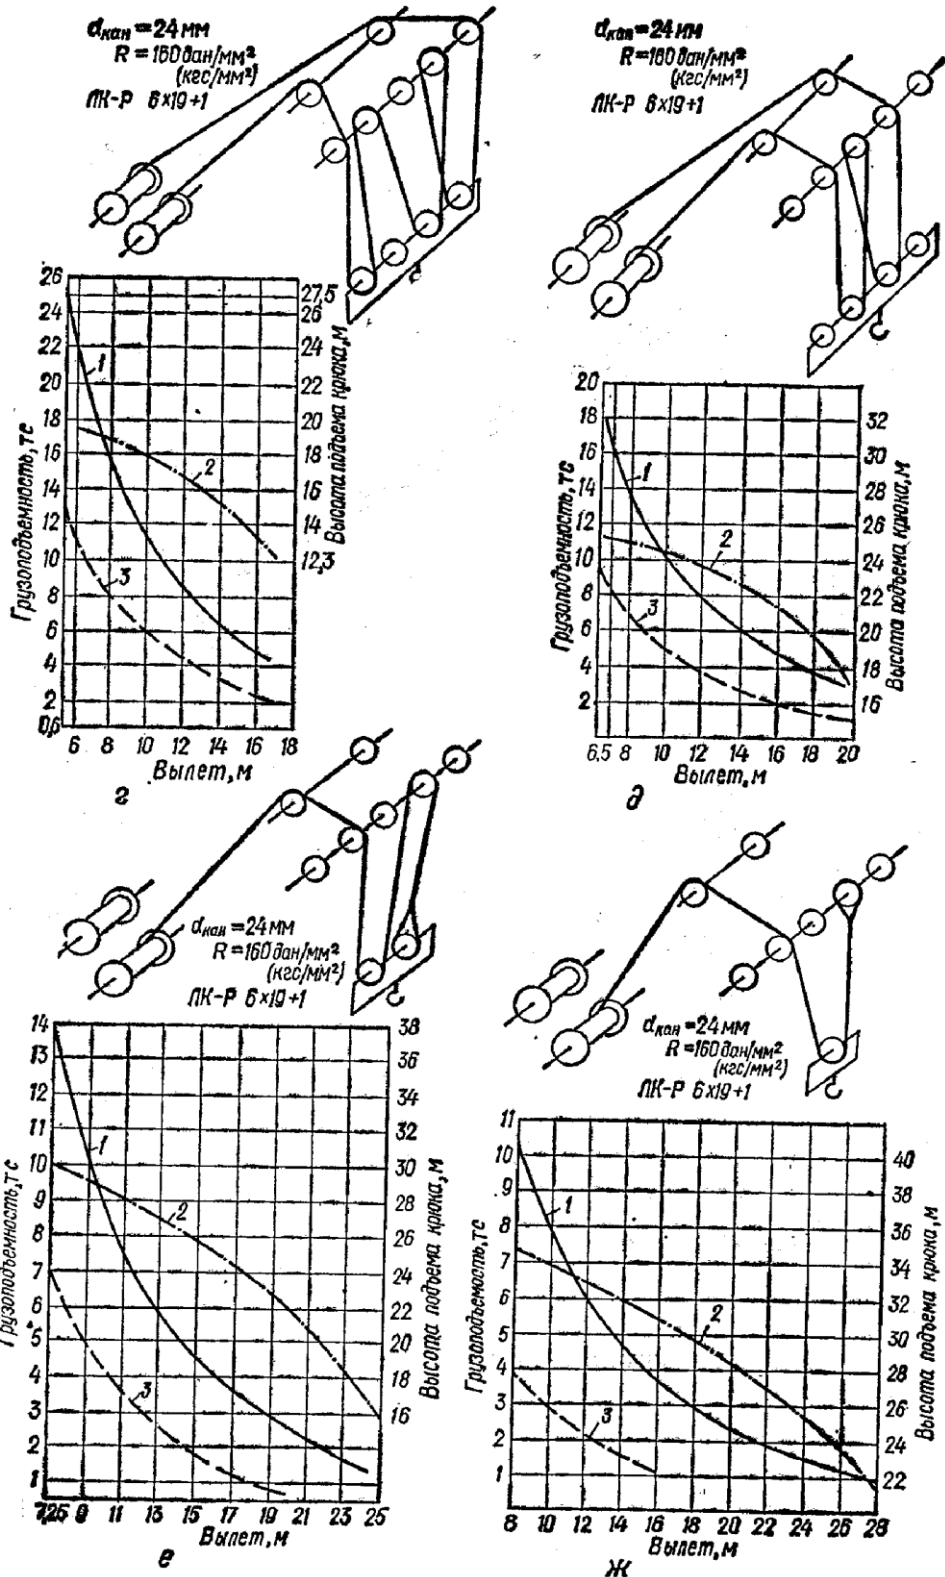 dкан = 24 мм
R = 160 дан/мм²
(кгс/мм²)
ЛК-Р 6×19+1
26
24
22
20
18
16
14
12
10
8
6
4
2
0,6
Грузоподъемность, тс
27,5
26
24
22
20
18
16
14
12,3
Высота подъема крюка, м
1
2
3
6 8 10 12 14 16 18
Вылет, м
г
dкан = 24 мм
R = 160 дан/мм²
(кгс/мм²)
ЛК-Р 6×19+1
20
18
16
14
12
10
8
6
4
2
Грузоподъемность, тс
32
30
28
26
24
22
20
18
16
Высота подъема крюка, м
1
2
3
6,5 8 10 12 14 16 18 20
Вылет, м
д
dкан = 24 мм
R = 160 дан/мм²
(кгс/мм²)
ЛК-Р 6×19+1
14
13
12
11
10
9
8
7
6
5
4
3
2
1
Грузоподъемность, тс
38
36
34
32
30
28
26
24
22
20
18
16
Высота подъема крюка, м
1
2
3
7,25 9 11 13 15 17 19 21 23 25
Вылет, м
е
dкан = 24 мм
R = 160 дан/мм²
(кгс/мм²)
ЛК-Р 6×19+1
11
10
9
8
7
6
5
4
3
2
1
Грузоподъемность, тс
40
38
36
34
32
30
28
26
24
22
Высота подъема крюка, м
1
2
3
8 10 12 14 16 18 20 22 24 26 28
Вылет, м
ж